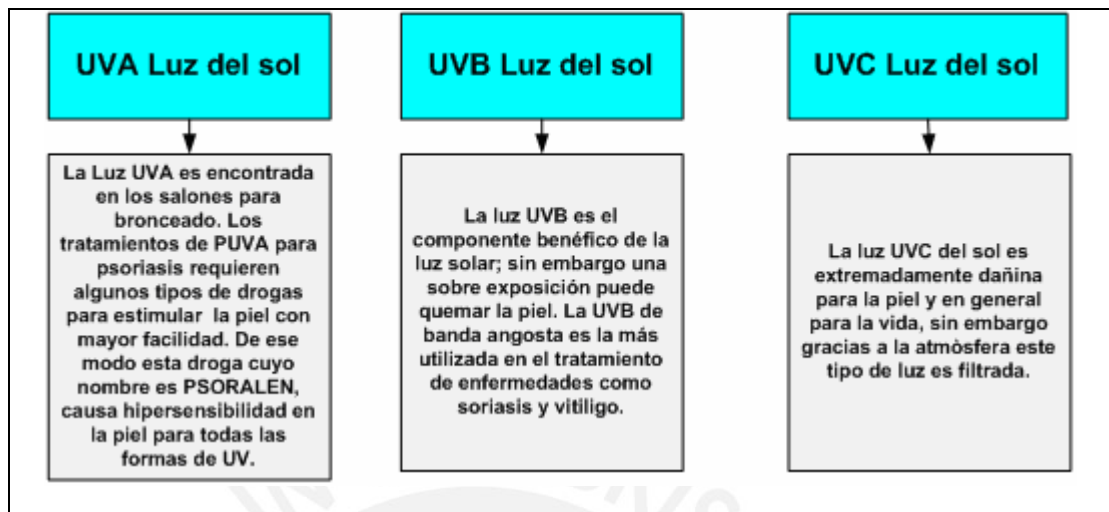 UVA Luz del sol
La Luz UVA es encontrada
en los salones para
bronceado. Los
tratamientos de PUVA para
psoriasis requieren
algunos tipos de drogas
para estimular la piel con
mayor facilidad. De ese
modo esta droga cuyo
nombre es PSORALEN,
causa hipersensibilidad en
la piel para todas las
formas de UV.
UVB Luz del sol
La luz UVB es el
componente benéfico de la
luz solar; sin embargo una
sobre exposición puede
quemar la piel. La UVB de
banda angosta es la más
utilizada en el tratamiento
de enfermedades como
soriasis y vitiligo.
UVC Luz del sol
La luz UVC del sol es
extremadamente dañina
para la piel y en general
para la vida, sin embargo
gracias a la atmòsfera este
tipo de luz es filtrada.